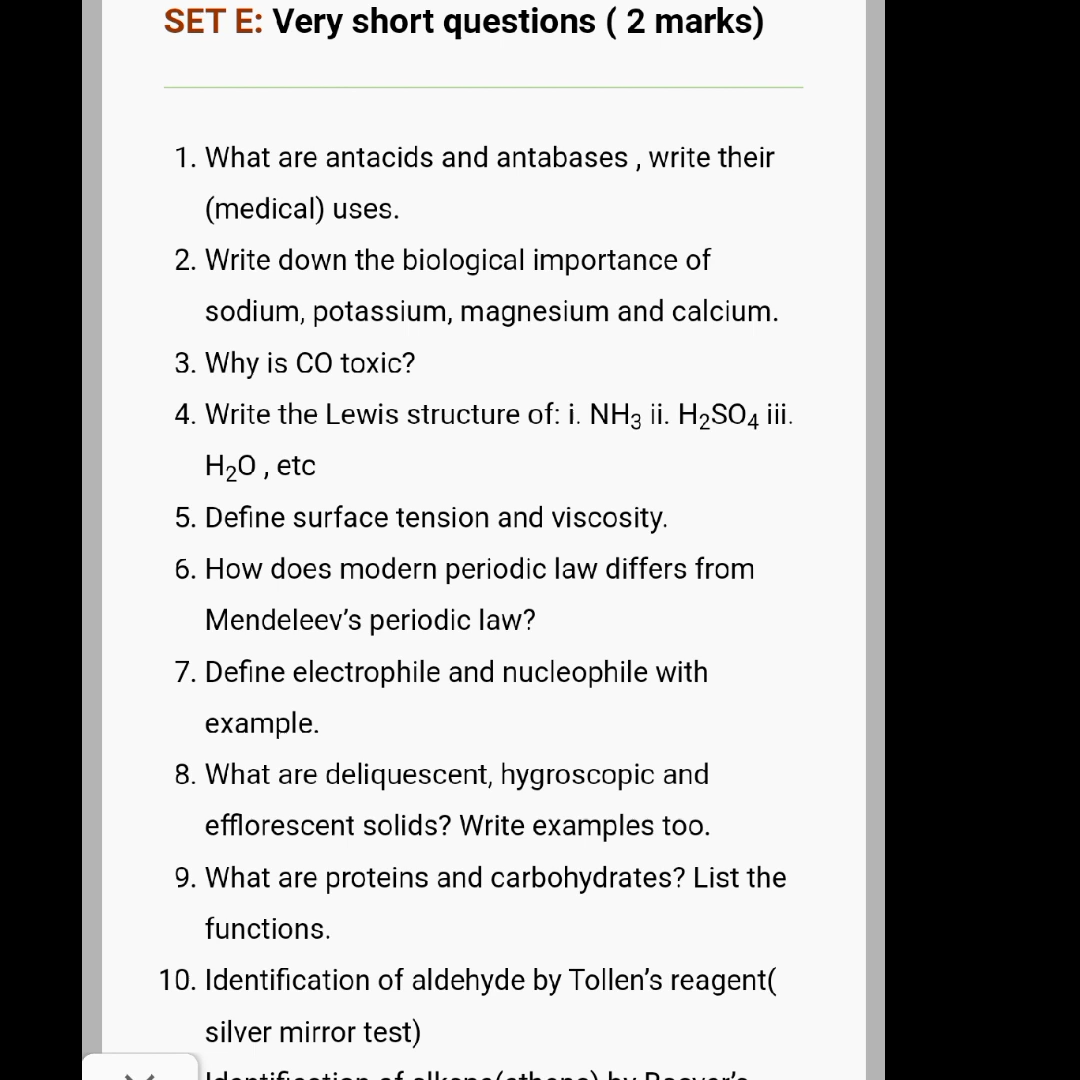 SET E: Very short questions ( 2 marks)
1. What are antacids and antabases , write their
(medical) uses.
2. Write down the biological importance of
sodium, potassium, magnesium and calcium.
3. Why is CO toxic?
4. Write the Lewis structure of: i. NH₃ ii. H₂SO₄ iii.
H₂O , etc
5. Define surface tension and viscosity.
6. How does modern periodic law differs from
Mendeleev’s periodic law?
7. Define electrophile and nucleophile with
example.
8. What are deliquescent, hygroscopic and
efflorescent solids? Write examples too.
9. What are proteins and carbohydrates? List the
functions.
10. Identification of aldehyde by Tollen’s reagent(
silver mirror test)